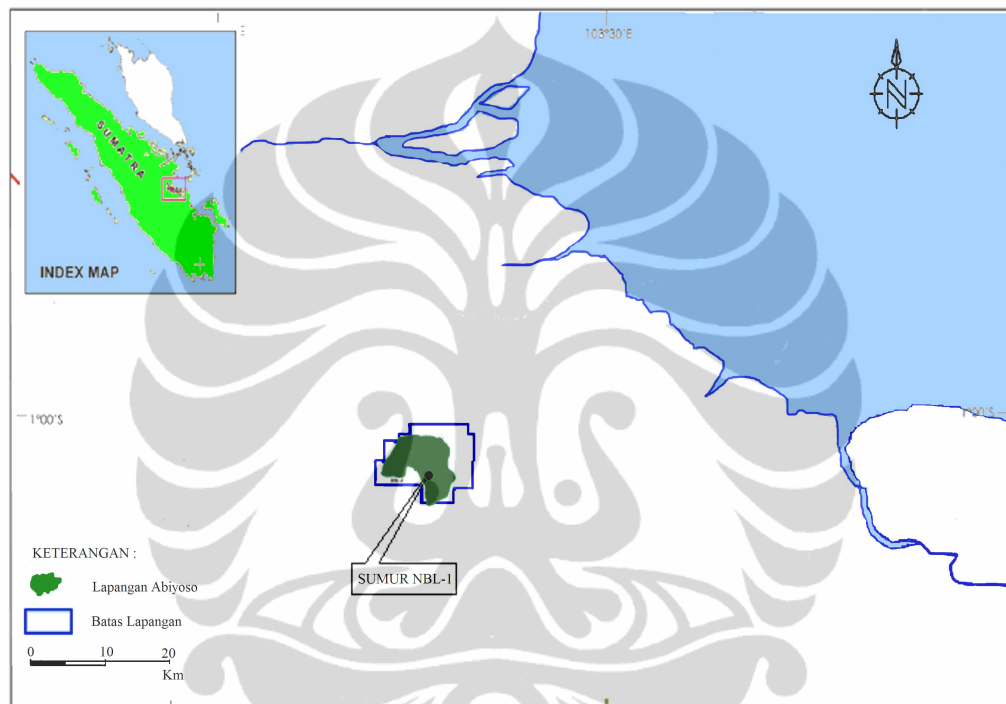 E
103°30'E
N
SUMATRA
INDEX MAP
1°00'S
1°00'S
SUMUR NBL-1
KETERANGAN :
Lapangan Abiyoso
Batas Lapangan
0 10 20
Km